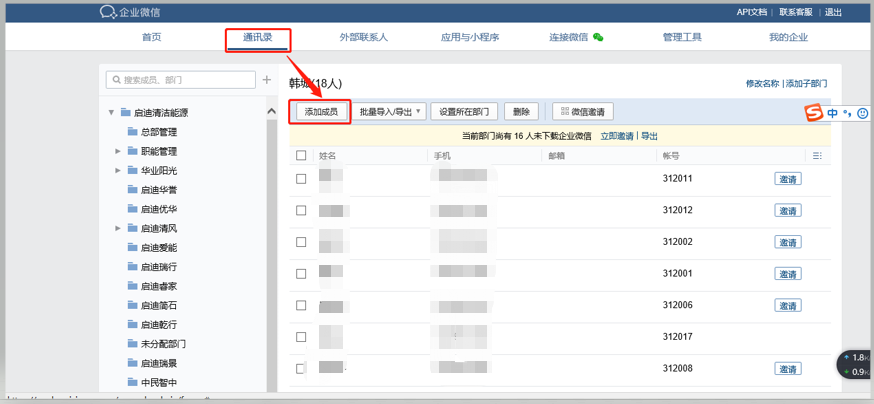 企业微信
API文档 | 联系客服 | 退出
首页 通讯录 外部联系人 应用与小程序 连接微信 管理工具 我的企业
搜索成员、部门
启迪清洁能源
总部管理
职能管理
华业阳光
启迪华誉
启迪优华
启迪清风
启迪爱能
启迪瑞行
启迪睿家
启迪简石
启迪乾行
未分配部门
启迪瑞景
中民智中
(18人)
修改名称 | 添加子部门
添加成员 批量导入/导出 设置所在部门 删除 微信邀请
当前部门尚有 16 人未下载企业微信 立即邀请 | 导出
姓名 手机 邮箱 帐号
312011 邀请
312012 邀请
312002 邀请
312001 邀请
312006 邀请
312017
312008 邀请
中
1.8K/
0.9K/